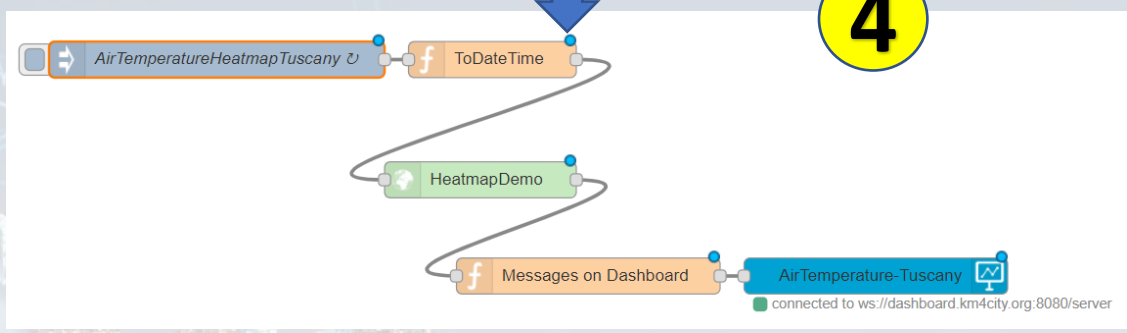 4
AirTemperatureHeatmapTuscany ↻
ToDateTime
HeatmapDemo
Messages on Dashboard
AirTemperature-Tuscany
connected to ws://dashboard.km4city.org:8080/server